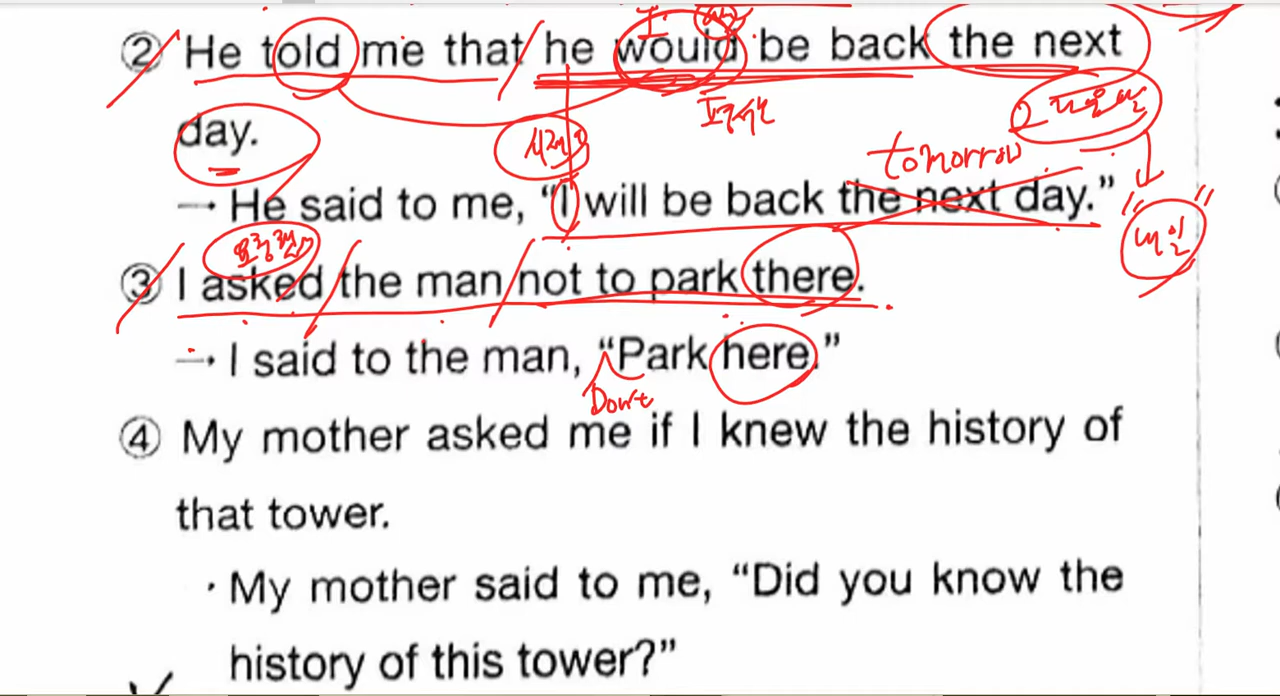 ② He told me that he would be back the next
day.
→ He said to me, “I will be back the next day.”
tomorrow
다음날
“내일”
시제
요청
③ I asked the man not to park there.
→ I said to the man, “Park here.”
Don't
④ My mother asked me if I knew the history of
that tower.
· My mother said to me, “Did you know the
history of this tower?”